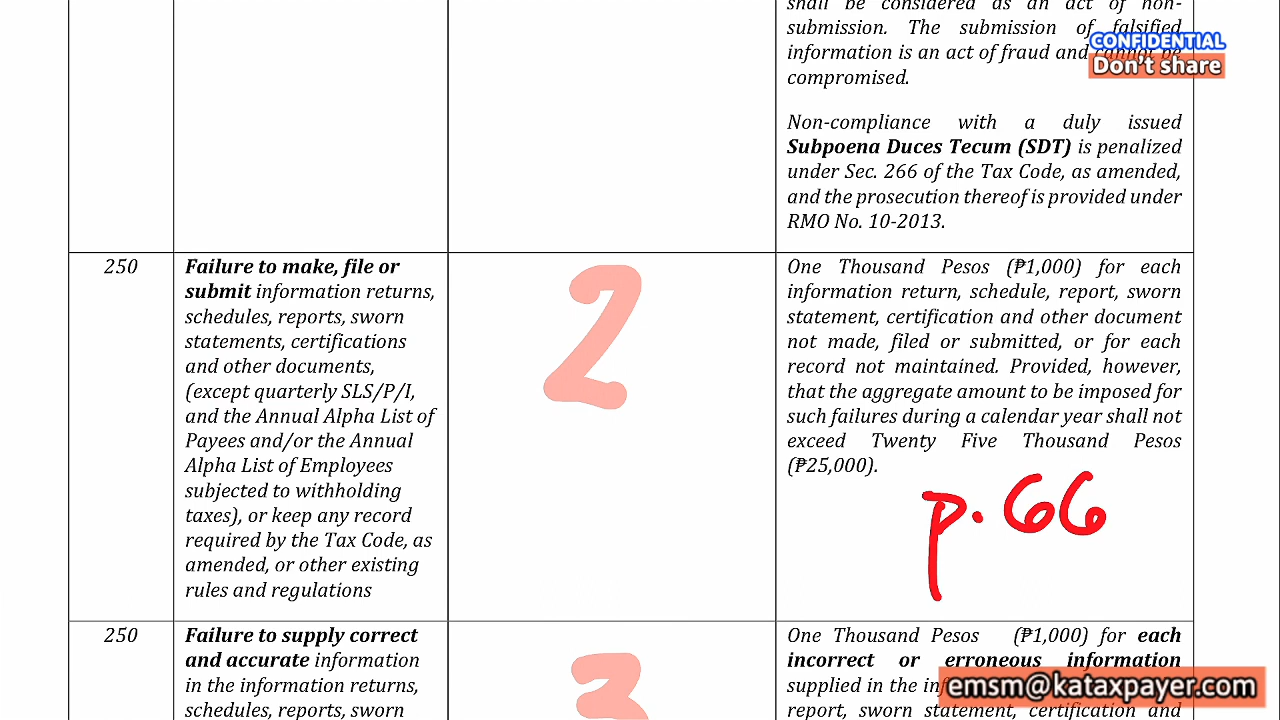 shall be considered as an act of non-
submission. The submission of falsified
information is an act of fraud and cannot be
compromised.
CONFIDENTIAL
Don't share
Non-compliance with a duly issued
Subpoena Duces Tecum (SDT) is penalized
under Sec. 266 of the Tax Code, as amended,
and the prosecution thereof is provided under
RMO No. 10-2013.
250
Failure to make, file or
submit information returns,
schedules, reports, sworn
statements, certifications
and other documents,
(except quarterly SLS/P/I,
and the Annual Alpha List of
Payees and/or the Annual
Alpha List of Employees
subjected to withholding
taxes), or keep any record
required by the Tax Code, as
amended, or other existing
rules and regulations
2
One Thousand Pesos (₱1,000) for each
information return, schedule, report, sworn
statement, certification and other document
not made, filed or submitted, or for each
record not maintained. Provided, however,
that the aggregate amount to be imposed for
such failures during a calendar year shall not
exceed Twenty Five Thousand Pesos
(₱25,000).
p. 66
250
Failure to supply correct
and accurate information
in the information returns,
schedules, reports, sworn
3
One Thousand Pesos (₱1,000) for each
incorrect or erroneous information
supplied in the
report, sworn statement, certification and
emsm@kataxpayer.com